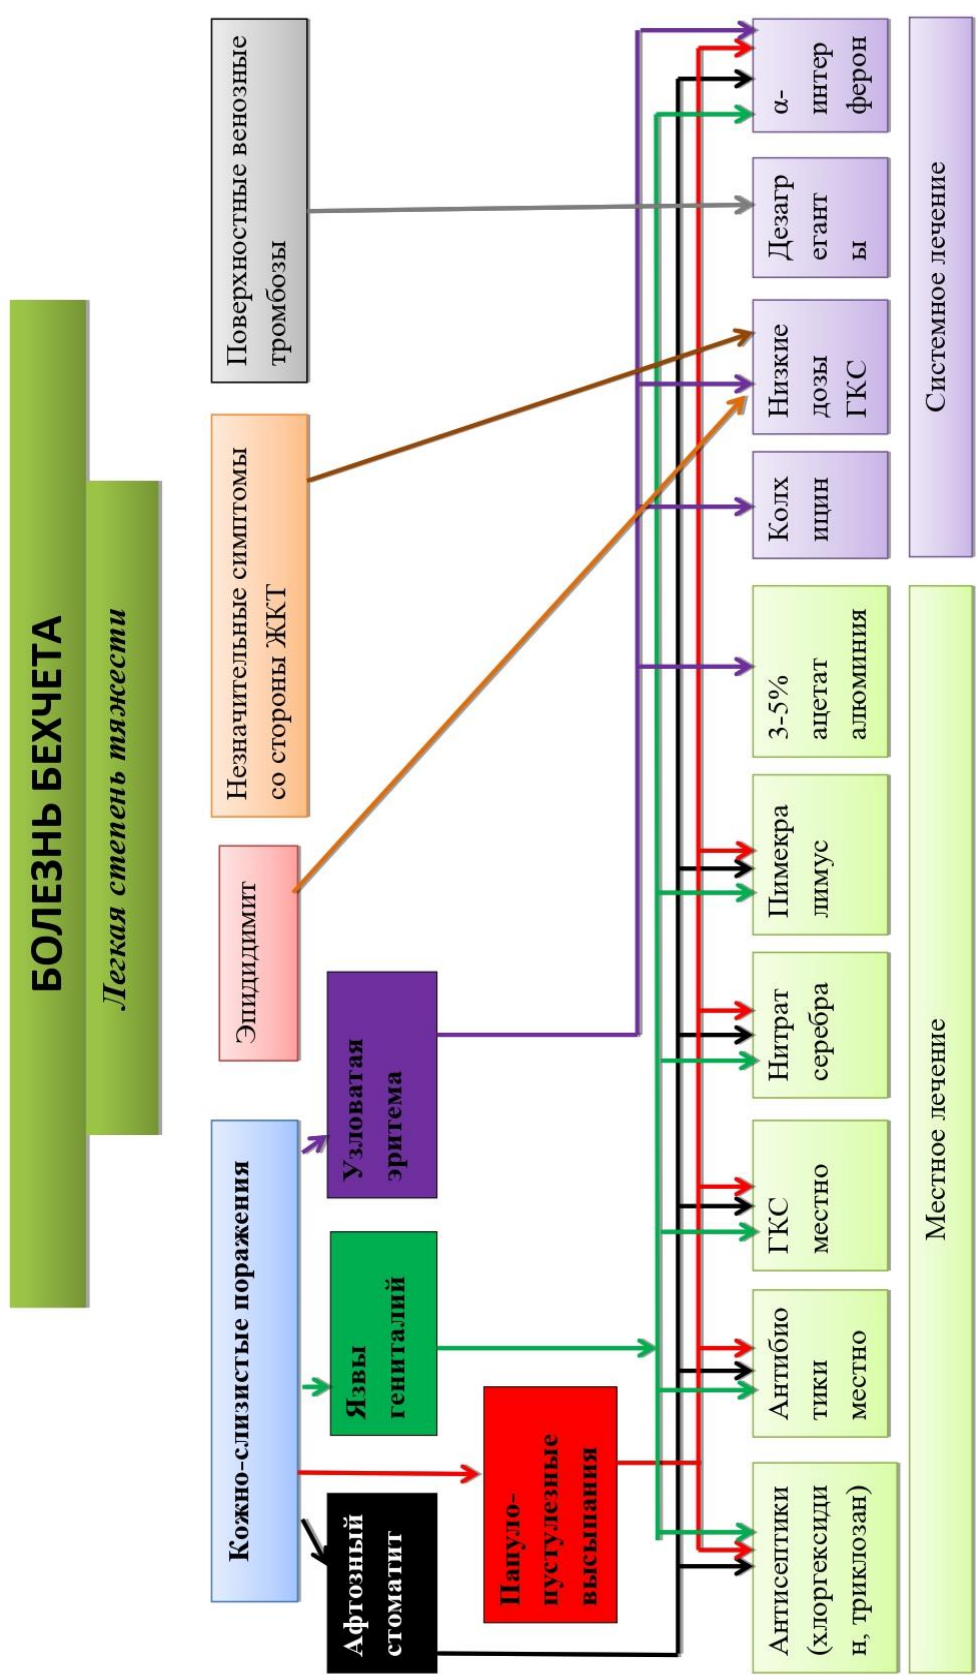 БОЛЕЗНЬ БЕХЧЕТА
Легкая степень тяжести
Кожно-слизистые поражения
Эпидидимит
Незначительные симптомы
со стороны ЖКТ
Поверхностные венозные
тромбозы
Афтозный
стоматит
Язвы
гениталий
Узловатая
эритема
Папуло-
пустулезные
высыпания
Антисептики
(хлоргексиди
н, триклозан)
Антибио
тики
местно
ГКС
местно
Нитрат
серебра
Пимекра
лимус
3-5%
ацетат
алюминия
Колх
ицин
Низкие
дозы
ГКС
Дезагр
егант
ы
α-
интер
ферон
Местное лечение
Системное лечение